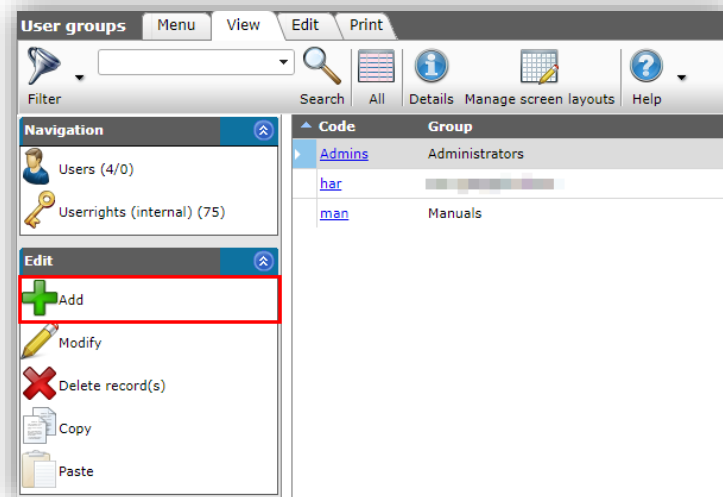 User groups Menu View Edit Print
Filter Search All Details Manage screen layouts Help
Navigation
Users (4/0)
Userrights (internal) (75)
Edit
Add
Modify
Delete record(s)
Copy
Paste
Code Group
Admins Administrators
har
man Manuals